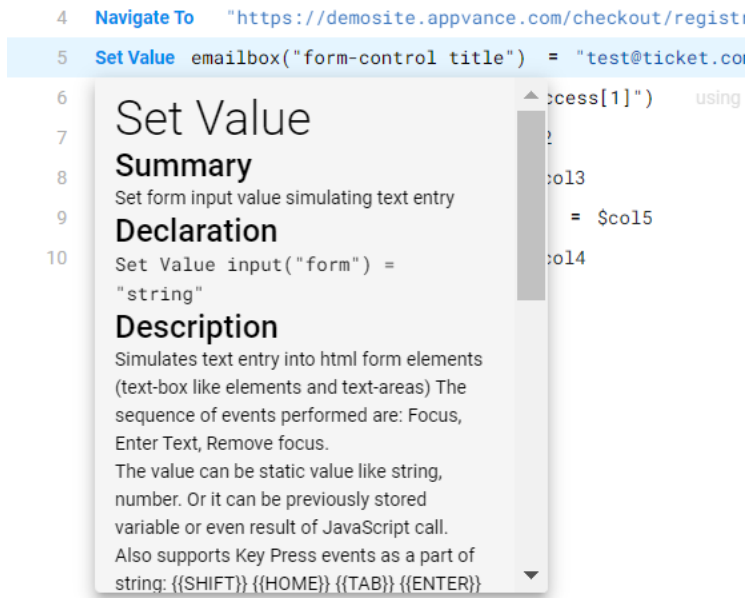 4 Navigate To "https://demosite.appvance.com/checkout/registr
5 Set Value emailbox("form-control title") = "test@ticket.com
6 ccess[1]") using
7
8 col3
9 = $col5
10 col4
Set Value
Summary
Set form input value simulating text entry
Declaration
Set Value input("form") =
"string"
Description
Simulates text entry into html form elements
(text-box like elements and text-areas) The
sequence of events performed are: Focus,
Enter Text, Remove focus.
The value can be static value like string,
number. Or it can be previously stored
variable or even result of JavaScript call.
Also supports Key Press events as a part of
string: {{SHIFT}} {{HOME}} {{TAB}} {{ENTER}}